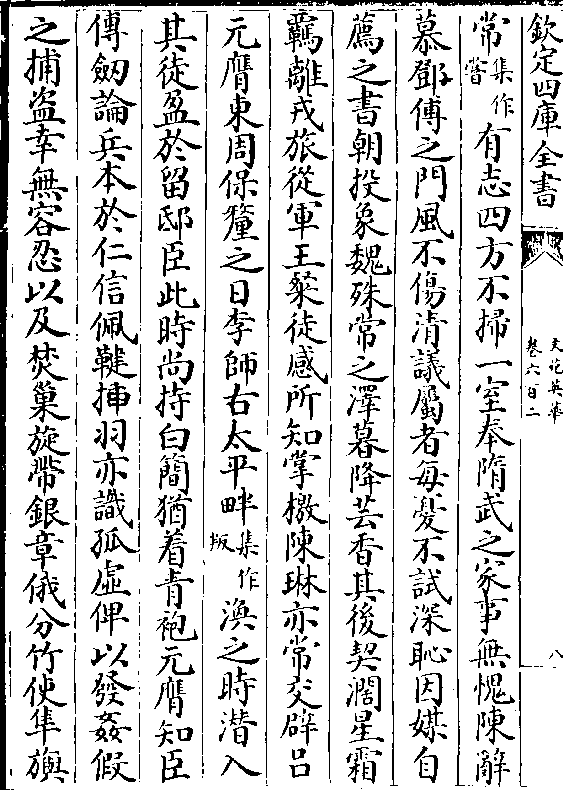 欽定四庫全書
文苑英華
卷六百二
八
常集作嘗有志四方不掃一室奉隋武之家事無愧陳辭
慕鄧傅之門風不傷清議屬者每憂不試深恥因媒自
薦之書朝投象魏殊常之澤暮降芸香其後契濶星霜
羈離戎旅從軍王粲徒感所知掌檄陳琳亦常交辟吕
元膺東周保釐之日李師右太平畔集作叛渙之時潜入
其徒盈於留邸臣此時尚持白簡猶着青袍元膺知臣
傳劒論兵本於仁信佩鞬揷羽亦識孤虛俾以發姦假
之捕盗幸無容忍以及焚巢旋帶銀章俄分竹使隼旟